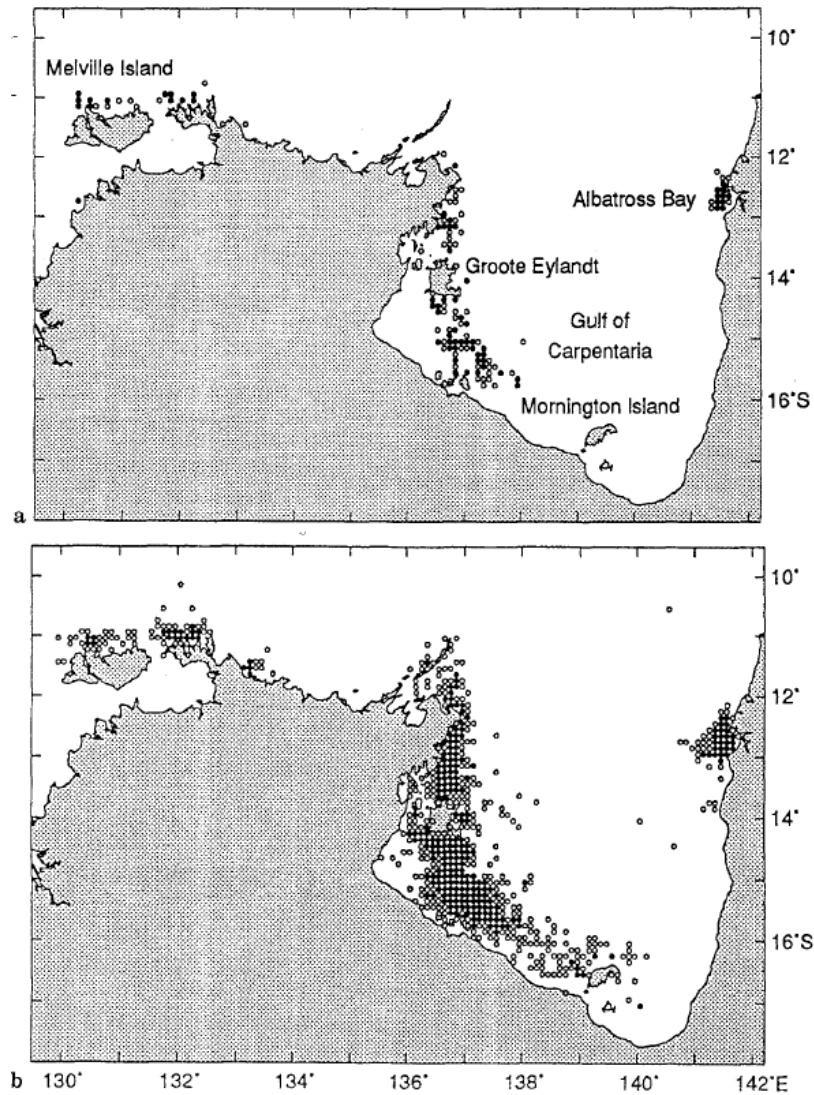 10°
Melville Island
12°
Albatross Bay
Groote Eylandt
14°
Gulf of
Carpentaria
16°S
Mornington Island
a
10°
12°
14°
16°S
b
130° 132° 134° 136° 138° 140° 142°E